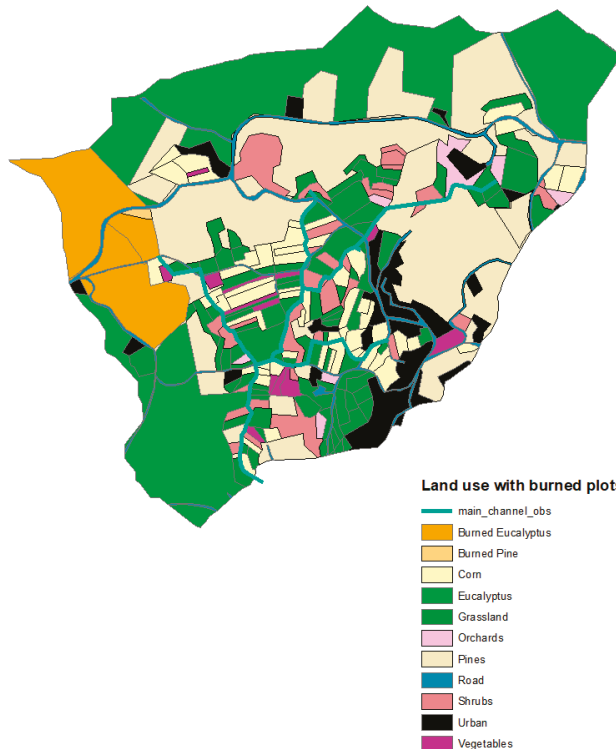 Land use with burned plot
main_channel_obs
Burned Eucalyptus
Burned Pine
Corn
Eucalyptus
Grassland
Orchards
Pines
Road
Shrubs
Urban
Vegetables